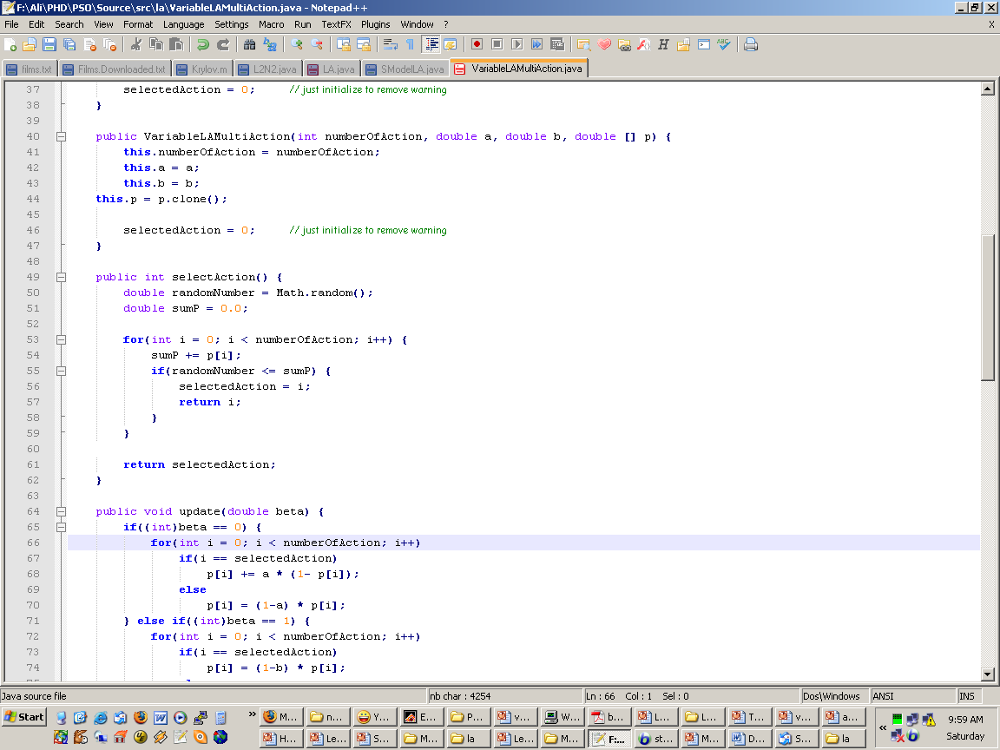 F:\Ali\PHD\PSO\Source\src\la\VariableLAMultiAction.java - Notepad++
File Edit Search View Format Language Settings Macro Run TextFX Plugins Window ? X
films.txt Films.Downloaded.txt Krylov.m L2N2.java LA.java SModelLA.java VariableLAMultiAction.java
37 selectedAction = 0; // just initialize to remove warning
38 }
39
40 public VariableLAMultiAction(int numberOfAction, double a, double b, double [] p) {
41 this.numberOfAction = numberOfAction;
42 this.a = a;
43 this.b = b;
44 this.p = p.clone();
45
46 selectedAction = 0; // just initialize to remove warning
47 }
48
49 public int selectAction() {
50 double randomNumber = Math.random();
51 double sumP = 0.0;
52
53 for(int i = 0; i < numberOfAction; i++) {
54 sumP += p[i];
55 if(randomNumber <= sumP) {
56 selectedAction = i;
57 return i;
58 }
59 }
60
61 return selectedAction;
62 }
63
64 public void update(double beta) {
65 if((int)beta == 0) {
66 for(int i = 0; i < numberOfAction; i++)
67 if(i == selectedAction)
68 p[i] += a * (1- p[i]);
69 else
70 p[i] = (1-a) * p[i];
71 } else if((int)beta == 1) {
72 for(int i = 0; i < numberOfAction; i++)
73 if(i == selectedAction)
74 p[i] = (1-b) * p[i];
Java source file nb char : 4254 Ln : 66 Col : 1 Sel : 0 Dos\Windows ANSI INS
Start » M... n... Y... E... P... v... W... b... L... L... T... v... a... « 9:59 AM
H... Le... S... M... la Le... M... F:... st... M... D... S... la Saturday